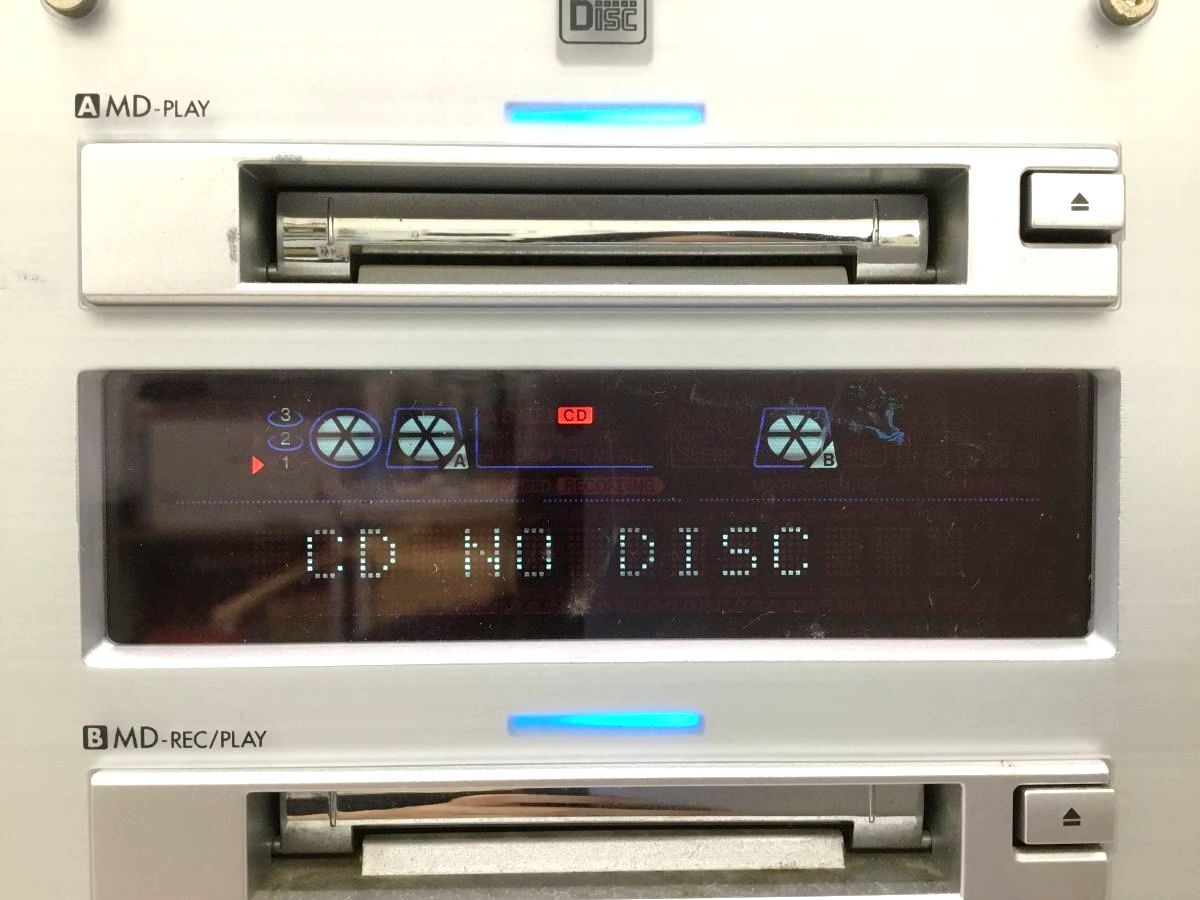 DISC
A MD-PLAY
3
2
1
A
CD
B
RECORDING
CD NO DISC
B MD-REC/PLAY